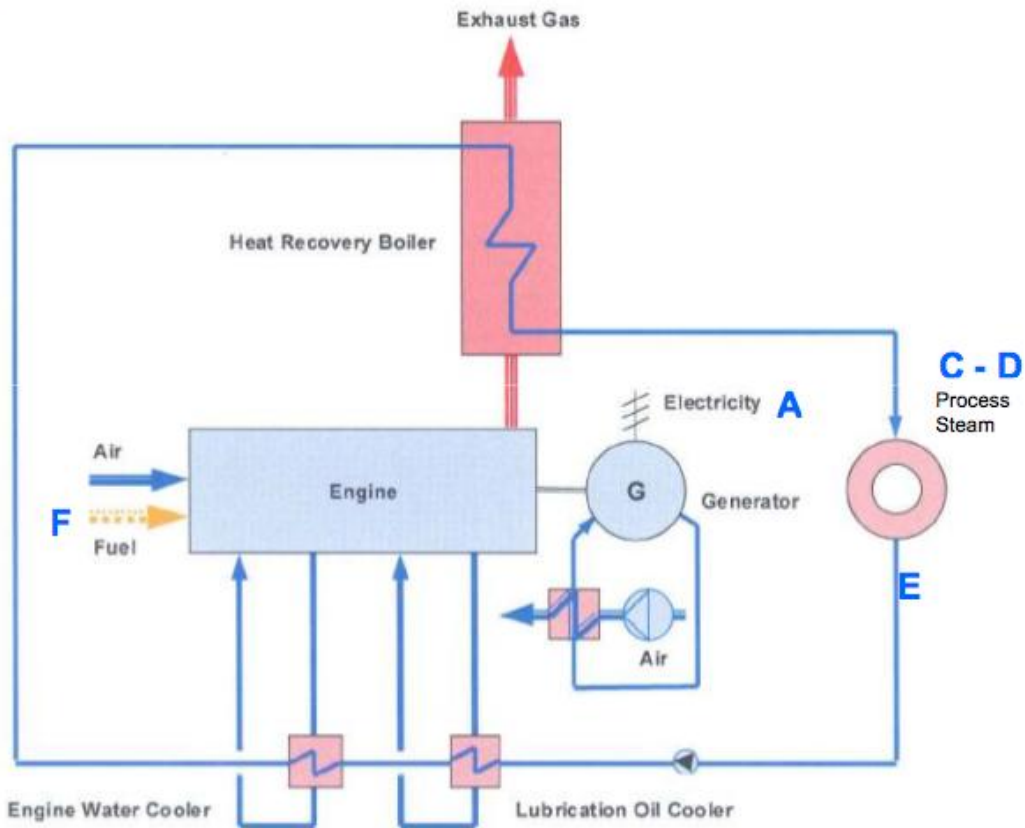 Exhaust Gas
Heat Recovery Boiler
C - D
Process
Steam
Electricity A
Air
Engine
G
Generator
F
Fuel
E
Air
Engine Water Cooler
Lubrication Oil Cooler